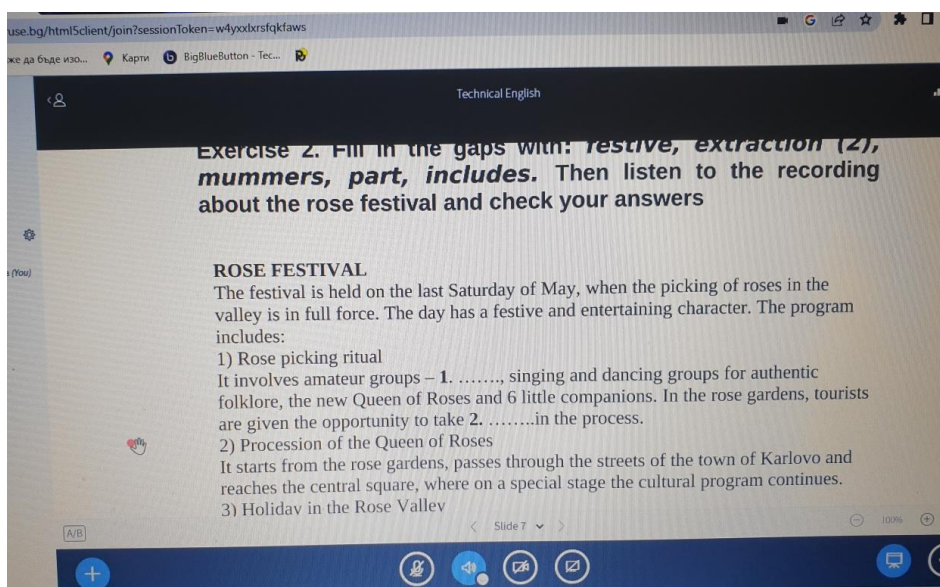 use.bg/html5client/join?sessionToken=w4yxxlxrsfqkfaws
же да бъде изо... Карти BigBlueButton - Tec...
Technical English
Exercise 2. Fill in the gaps with: festive, extraction (2),
mummers, part, includes. Then listen to the recording
about the rose festival and check your answers
(You)
ROSE FESTIVAL
The festival is held on the last Saturday of May, when the picking of roses in the
valley is in full force. The day has a festive and entertaining character. The program
includes:
1) Rose picking ritual
It involves amateur groups – 1. ……., singing and dancing groups for authentic
folklore, the new Queen of Roses and 6 little companions. In the rose gardens, tourists
are given the opportunity to take 2. ……..in the process.
2) Procession of the Queen of Roses
It starts from the rose gardens, passes through the streets of the town of Karlovo and
reaches the central square, where on a special stage the cultural program continues.
3) Holiday in the Rose Valley
A/B
Slide 7
100%